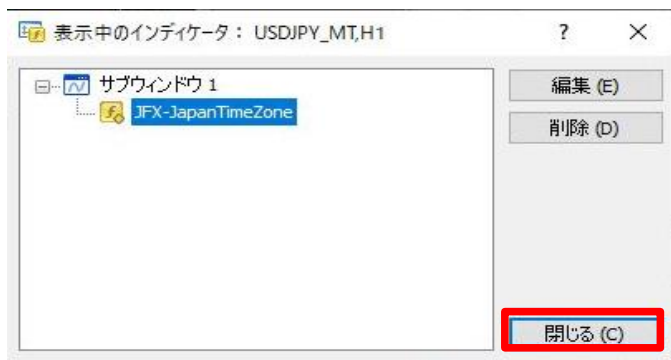 表示中のインディケータ： USDJPY_MT,H1
? ×
サブウィンドウ 1
JFX-JapanTimeZone
編集 (E)
削除 (D)
閉じる (C)